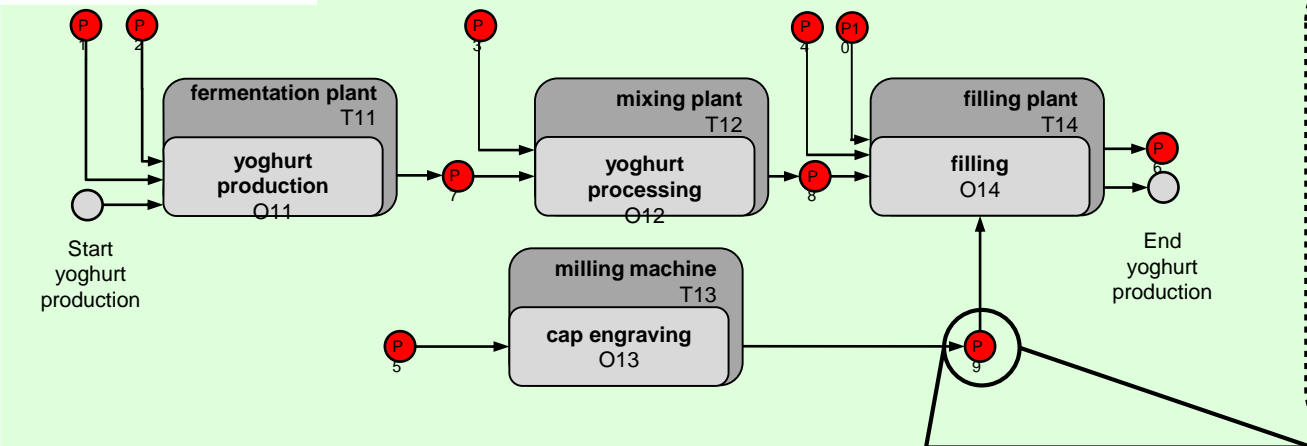 P
1
P
2
P
3
P
4
P1
0
fermentation plant
T11
yoghurt
production
O11
mixing plant
T12
yoghurt
processing
O12
filling plant
T14
filling
O14
P
7
P
8
P
6
Start
yoghurt
production
End
yoghurt
production
milling machine
T13
cap engraving
O13
P
5
P
9